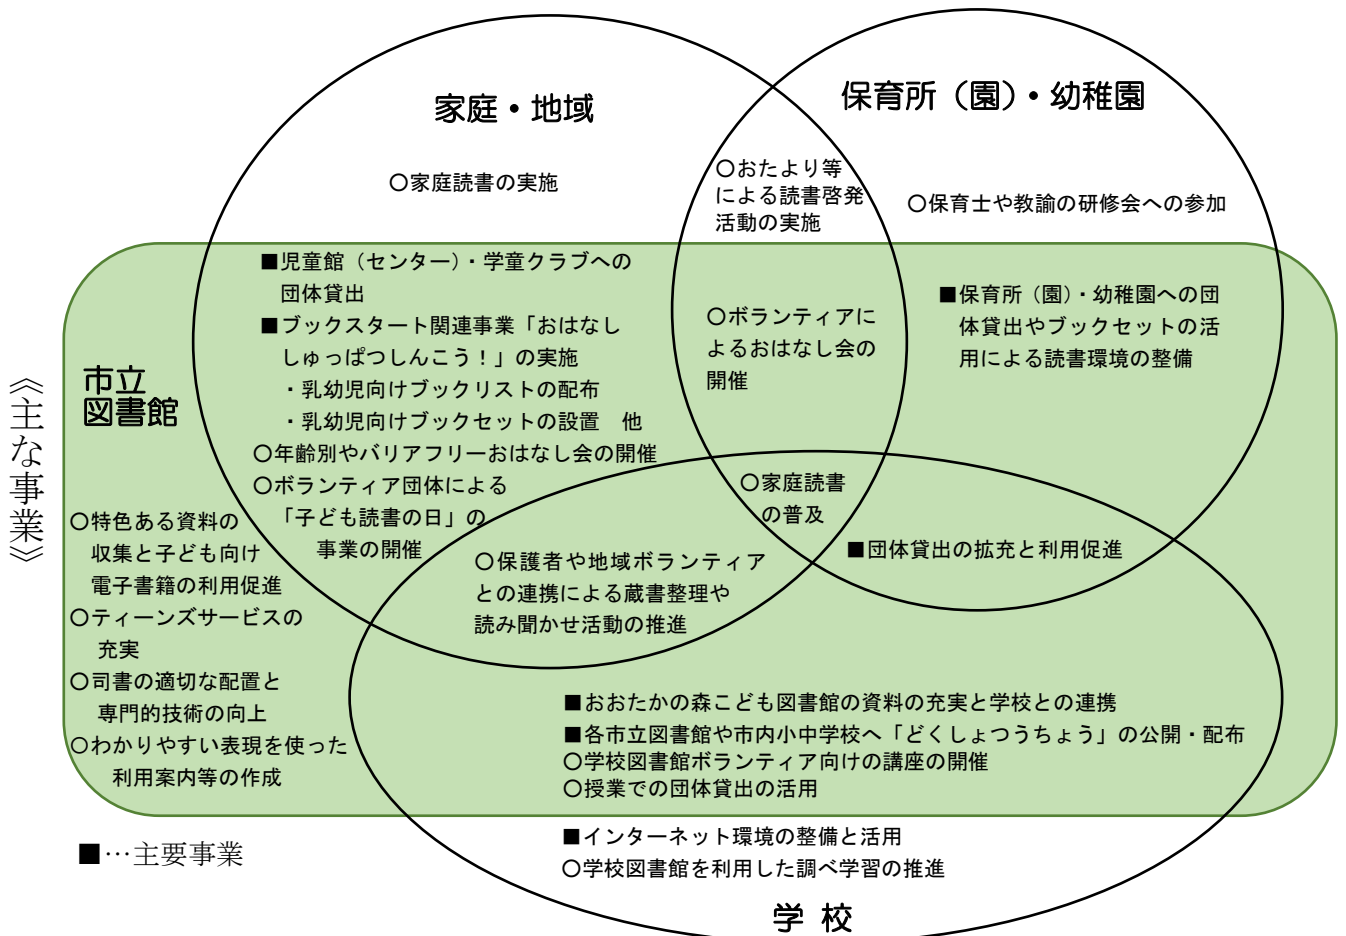 家庭・地域
保育所（園）・幼稚園
○家庭読書の実施
○おたより等
による読書啓発
活動の実施
○保育士や教諭の研修会への参加
■児童館（センター）・学童クラブへの
団体貸出
■ブックスタート関連事業「おはなし
しゅっぱつしんこう！」の実施
・乳幼児向けブックリストの配布
・乳幼児向けブックセットの設置　他
○年齢別やバリアフリーおはなし会の開催
○ボランティア団体による
「子ども読書の日」の
事業の開催
○ボランティアに
よるおはなし会の
開催
■保育所（園）・幼稚園への団
体貸出やブックセットの活
用による読書環境の整備
《主な事業》
市立
図書館
○特色ある資料の
収集と子ども向け
電子書籍の利用促進
○ティーンズサービスの
充実
○司書の適切な配置と
専門的技術の向上
○わかりやすい表現を使った
利用案内等の作成
○家庭読書
の普及
○保護者や地域ボランティア
との連携による蔵書整理や
読み聞かせ活動の推進
■団体貸出の拡充と利用促進
■おおたかの森こども図書館の資料の充実と学校との連携
■各市立図書館や市内小中学校へ「どくしょつうちょう」の公開・配布
○学校図書館ボランティア向けの講座の開催
○授業での団体貸出の活用
■インターネット環境の整備と活用
○学校図書館を利用した調べ学習の推進
学 校
■…主要事業